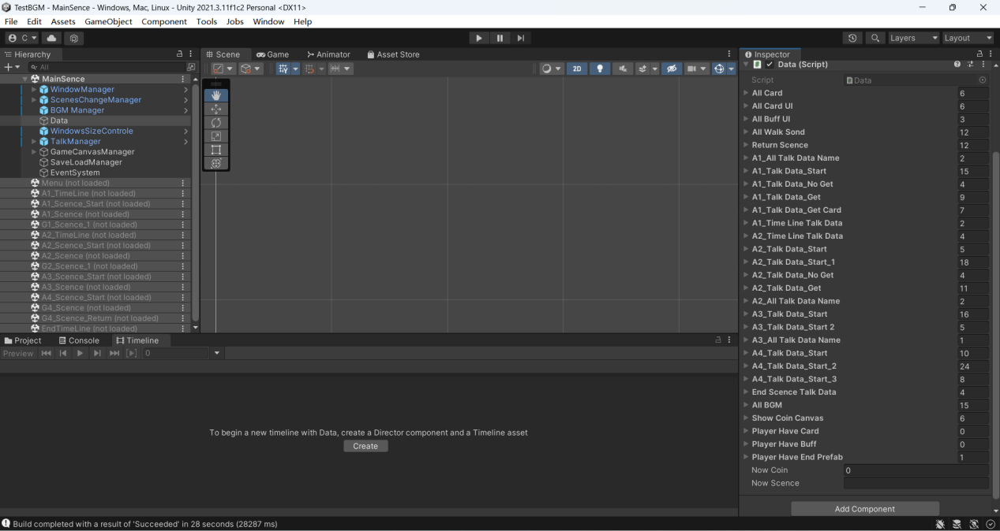 TestBGM - MainSence - Windows, Mac, Linux - Unity 2021.3.11f1c2 Personal <DX11>
File Edit Assets GameObject Component Tools Jobs Window Help
C Layers Layout
Hierarchy
All
MainSence
WindowManager
ScenesChangeManager
BGM Manager
Data
WindowsSizeControle
TalkManager
GameCanvasManager
SaveLoadManager
EventSystem
Menu (not loaded)
A1_TimeLine (not loaded)
A1_Scence_Start (not loaded)
A1_Scence (not loaded)
G1_Scence_1 (not loaded)
A2_TimeLine (not loaded)
A2_Scence_Start (not loaded)
A2_Scence (not loaded)
G2_Scence_1 (not loaded)
A3_Scence_Start (not loaded)
A3_Scence (not loaded)
A4_Scence_Start (not loaded)
G4_Scence (not loaded)
G4_Scence_Return (not loaded)
EndTimeLine (not loaded)
Scene Game Animator Asset Store
2D
Project Console Timeline
Preview 0
To begin a new timeline with Data, create a Director component and a Timeline asset
Create
Inspector
Data (Script)
Script Data
All Card 6
All Card UI 6
All Buff UI 3
All Walk Sond 12
Return Scence 12
A1_All Talk Data Name 2
A1_Talk Data_Start 15
A1_Talk Data_No Get 4
A1_Talk Data_Get 9
A1_Talk Data_Get Card 7
A1_Time Line Talk Data 2
A2_Time Line Talk Data 4
A2_Talk Data_Start 5
A2_Talk Data_Start_1 18
A2_Talk Data_No Get 4
A2_Talk Data_Get 11
A2_All Talk Data Name 2
A3_Talk Data_Start 16
A3_Talk Data_Start 2 5
A3_All Talk Data Name 1
A4_Talk Data_Start 10
A4_Talk Data_Start_2 24
A4_Talk Data_Start_3 8
End Scence Talk Data 4
All BGM 15
Show Coin Canvas 6
Player Have Card 0
Player Have Buff 0
Player Have End Prefab 1
Now Coin 0
Now Scence
Add Component
Build completed with a result of 'Succeeded' in 28 seconds (28287 ms)